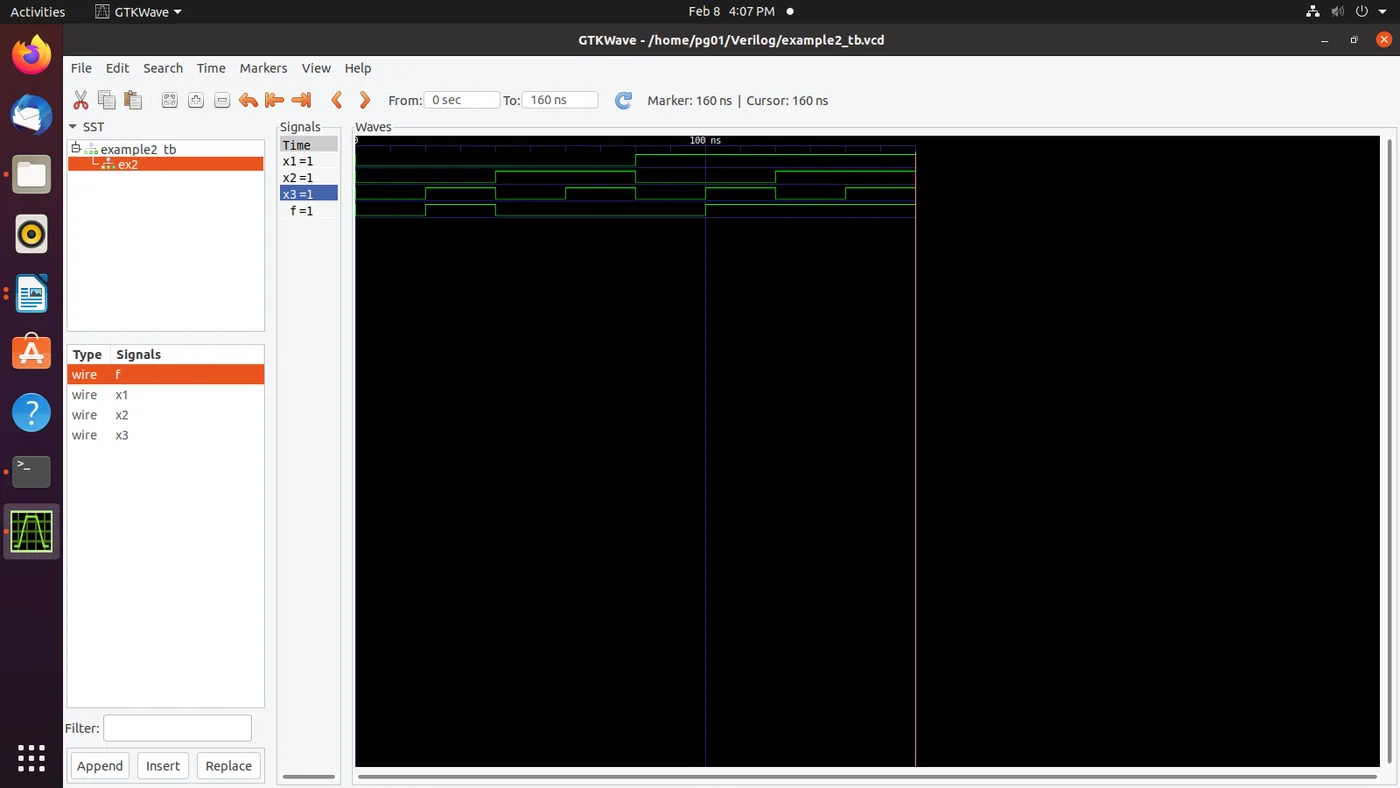 Activities GTKWave Feb 8 4:07 PM
GTKWave - /home/pg01/Verilog/example2_tb.vcd
File Edit Search Time Markers View Help
From: 0 sec To: 160 ns Marker: 160 ns | Cursor: 160 ns
SST
example2_tb
ex2
Type Signals
wire f
wire x1
wire x2
wire x3
Filter:
Append Insert Replace
Signals
Time
x1 =1
x2 =1
x3 =1
f =1
Waves
0 100 ns
>_
?